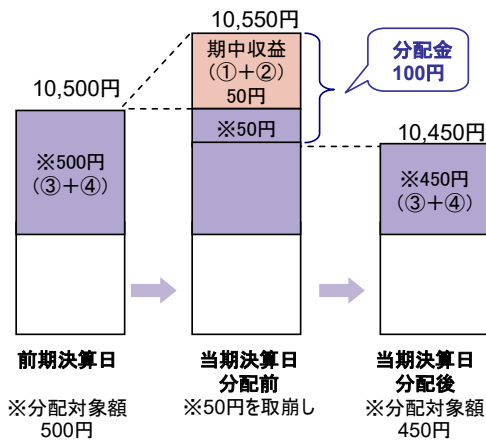 10,550円
期中収益
(①+②)
50円
分配金
100円
10,500円
※50円
10,450円
※500円
(③+④)
※450円
(③+④)
前期決算日
当期決算日
分配前
当期決算日
分配後
※分配対象額
500円
※50円を取崩し
※分配対象額
450円